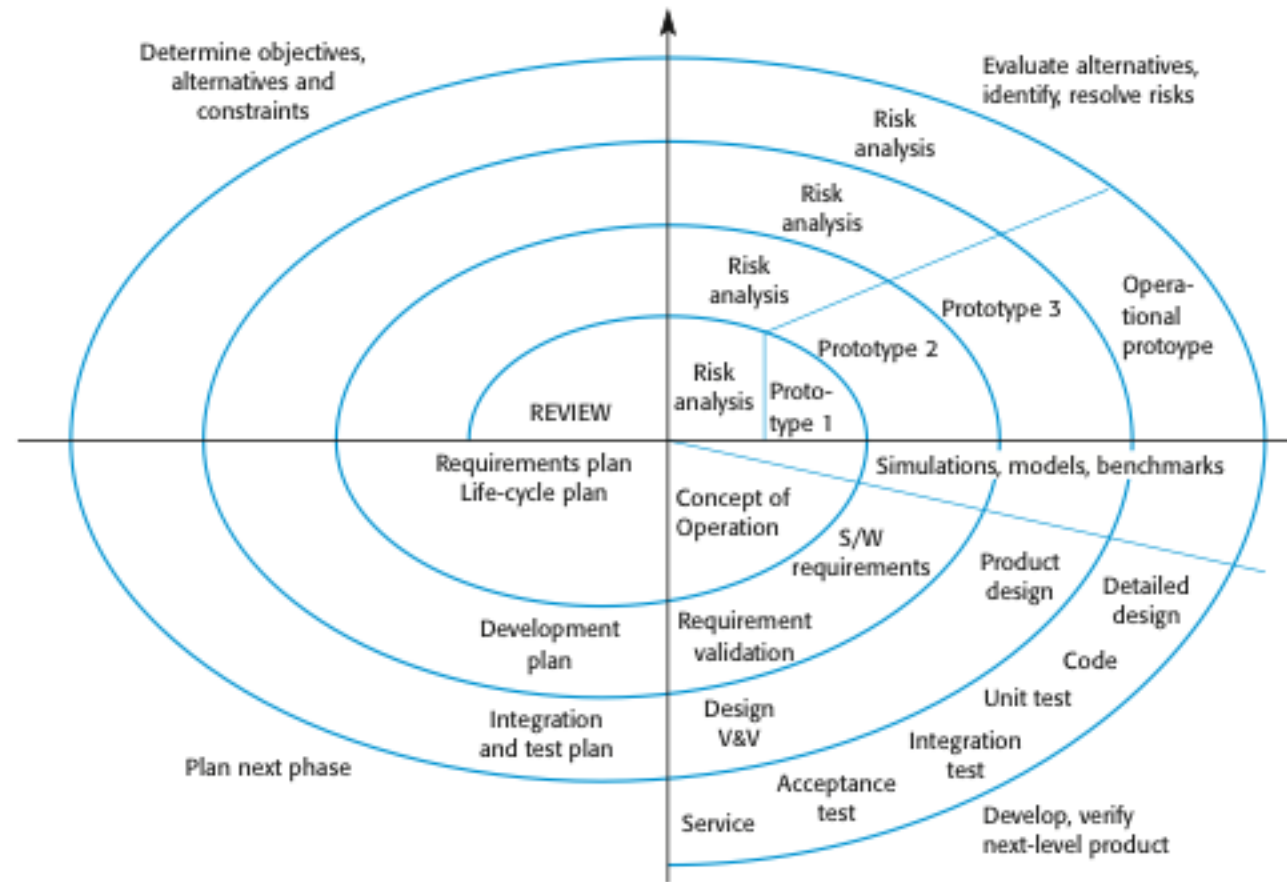 Determine objectives,
alternatives and
constraints
Evaluate alternatives,
identify, resolve risks
Risk
analysis
Risk
analysis
Risk
analysis
Risk
analysis
Proto-
type 1
Prototype 2
Prototype 3
Opera-
tional
protoype
REVIEW
Requirements plan
Life-cycle plan
Simulations, models, benchmarks
Concept of
Operation
S/W
requirements
Product
design
Detailed
design
Development
plan
Requirement
validation
Code
Unit test
Integration
and test plan
Design
V&V
Integration
test
Plan next phase
Acceptance
test
Service
Develop, verify
next-level product